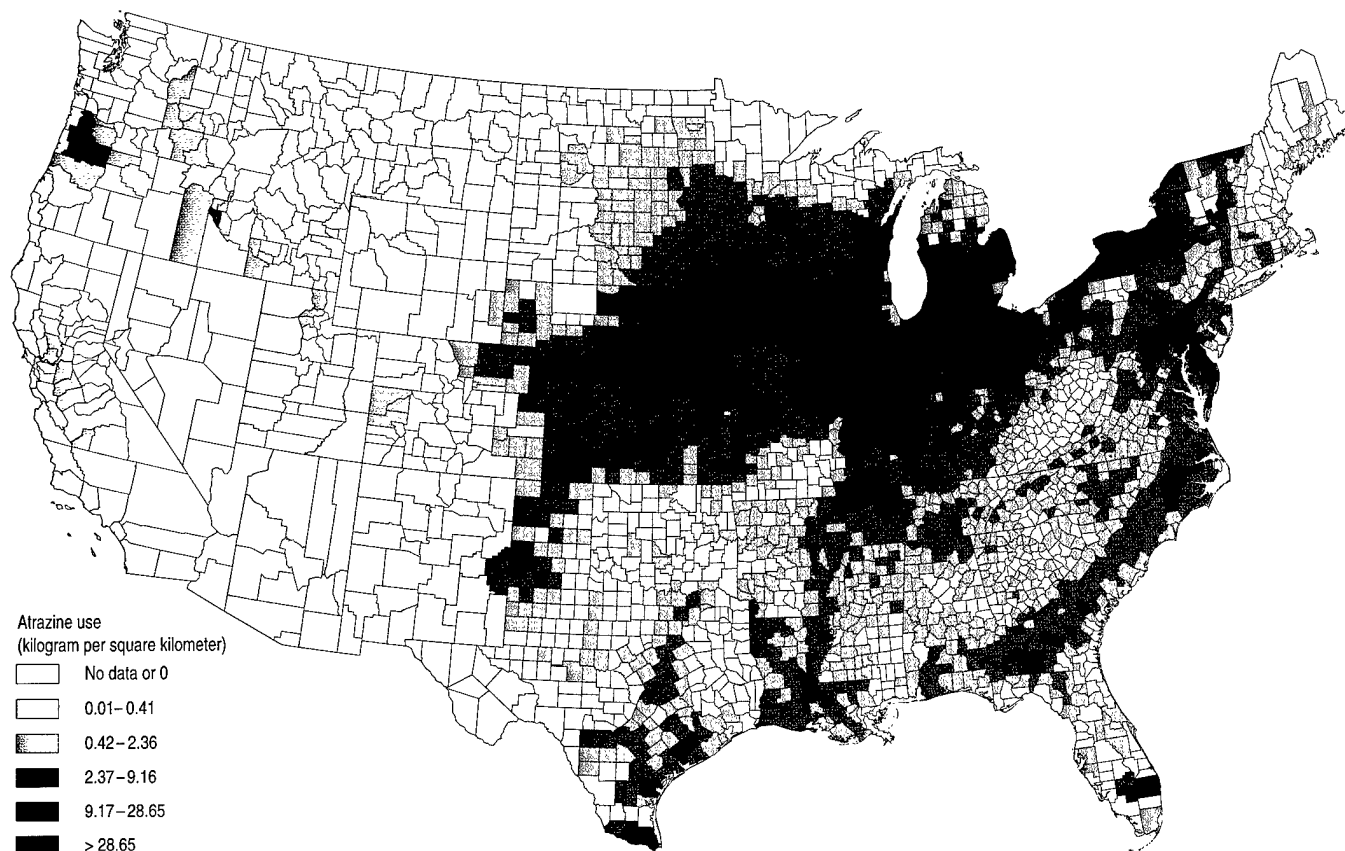 Atrazine use
(kilogram per square kilometer)
No data or 0
0.01–0.41
0.42–2.36
2.37–9.16
9.17–28.65
> 28.65